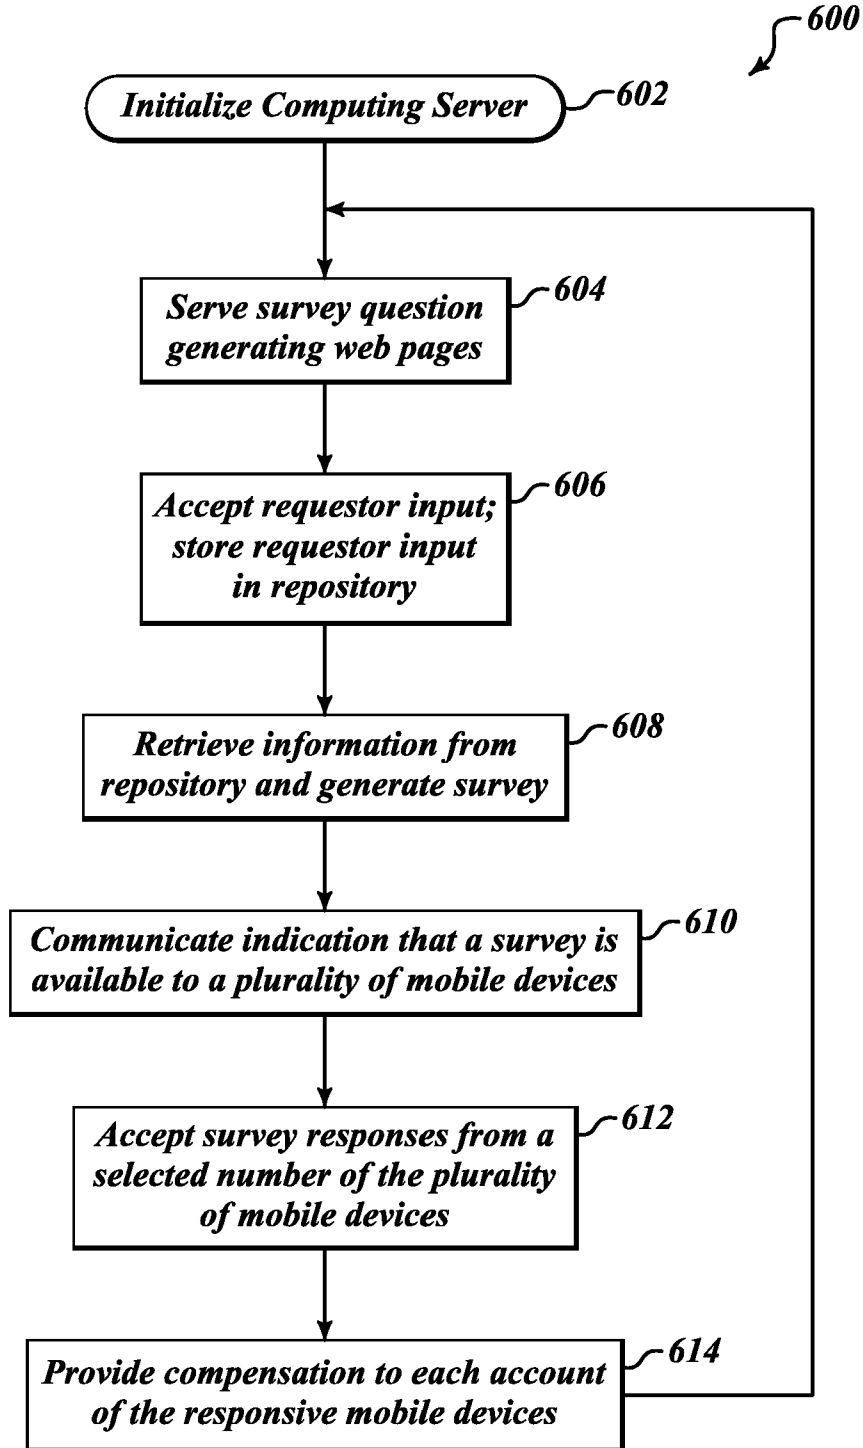 600
Initialize Computing Server
602
Serve survey question
generating web pages
604
Accept requestor input;
store requestor input
in repository
606
Retrieve information from
repository and generate survey
608
Communicate indication that a survey is
available to a plurality of mobile devices
610
Accept survey responses from a
selected number of the plurality
of mobile devices
612
Provide compensation to each account
of the responsive mobile devices
614